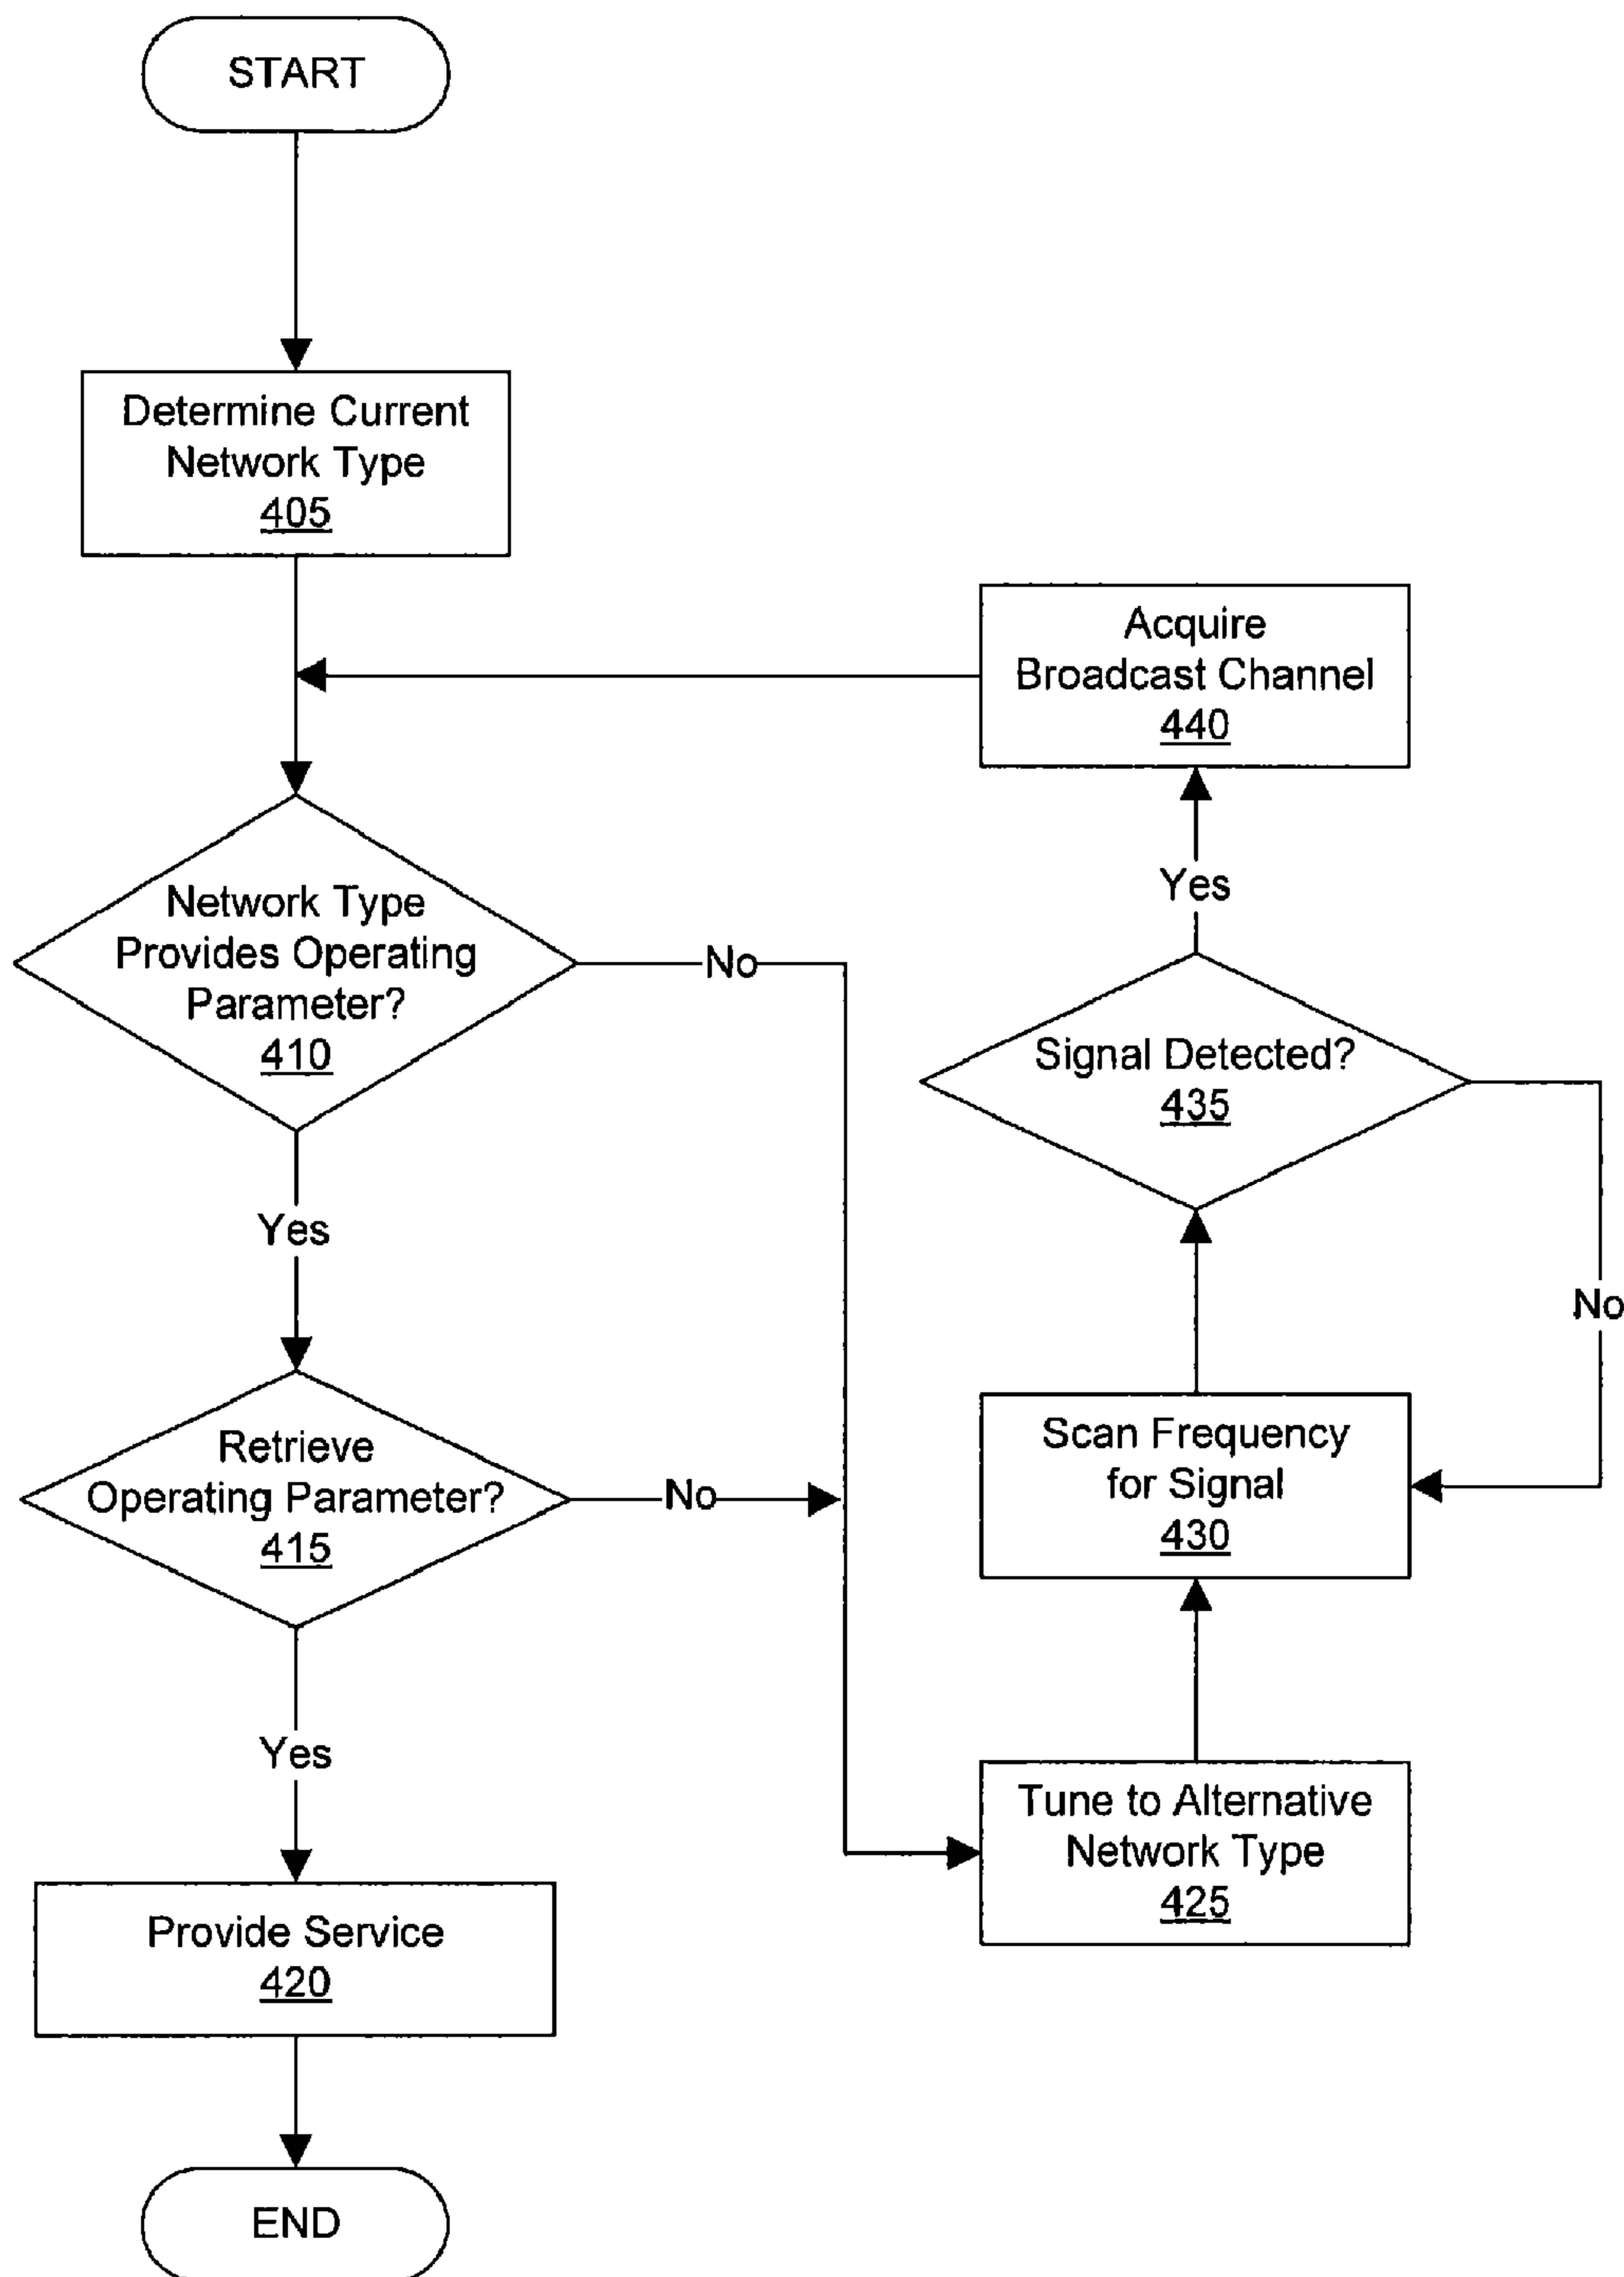 START
Determine Current
Network Type
405
Network Type
Provides Operating
Parameter?
410
No
Yes
Retrieve
Operating Parameter?
415
No
Yes
Provide Service
420
END
Acquire
Broadcast Channel
440
Yes
Signal Detected?
435
No
Scan Frequency
for Signal
430
Tune to Alternative
Network Type
425